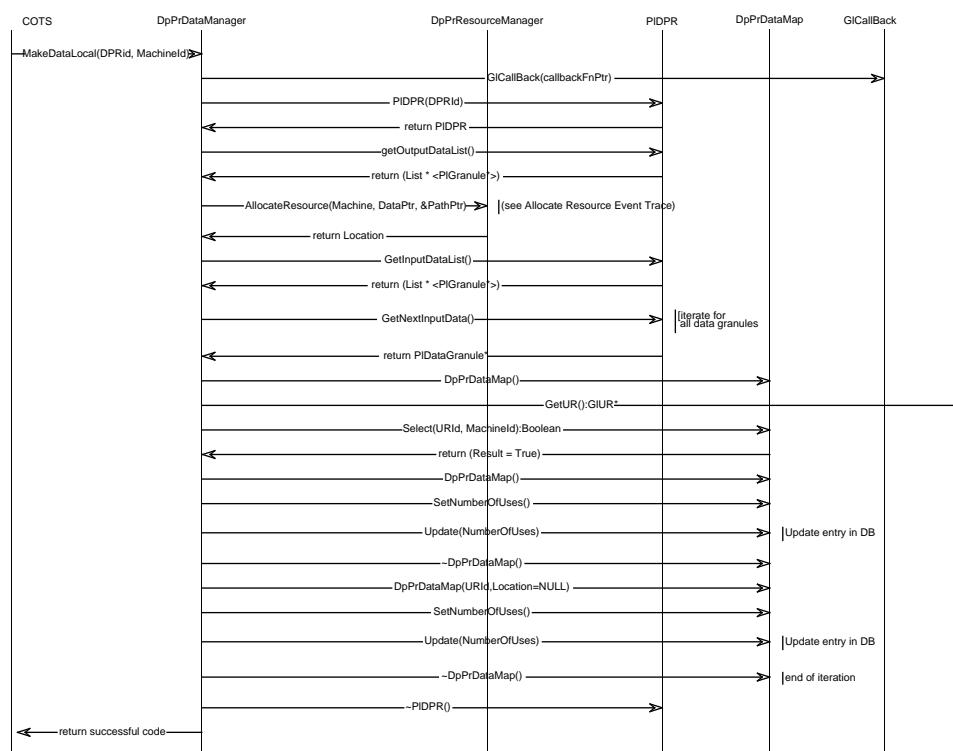 COTS DpPrDataManager DpPrResourceManager PlDPR DpPrDataMap GlCallBack
MakeDataLocal(DPRid, MachineId)
GlCallBack(callbackFnPtr)
PlDPR(DPRId)
return PlDPR
getOutputDataList()
return (List * <PlGranule*>)
AllocateResource(Machine, DataPtr, &PathPtr) (see Allocate Resource Event Trace)
return Location
GetInputDataList()
return (List * <PlGranule*>)
GetNextInputData() iterate for
all data granules
return PlDataGranule*
DpPrDataMap()
GetUR():GlUR*
Select(URId, MachineId):Boolean
return (Result = True)
DpPrDataMap()
SetNumberOfUses()
Update(NumberOfUses) Update entry in DB
~DpPrDataMap()
DpPrDataMap(URId,Location=NULL)
SetNumberOfUses()
Update(NumberOfUses) Update entry in DB
~DpPrDataMap() end of iteration
~PlDPR()
return successful code